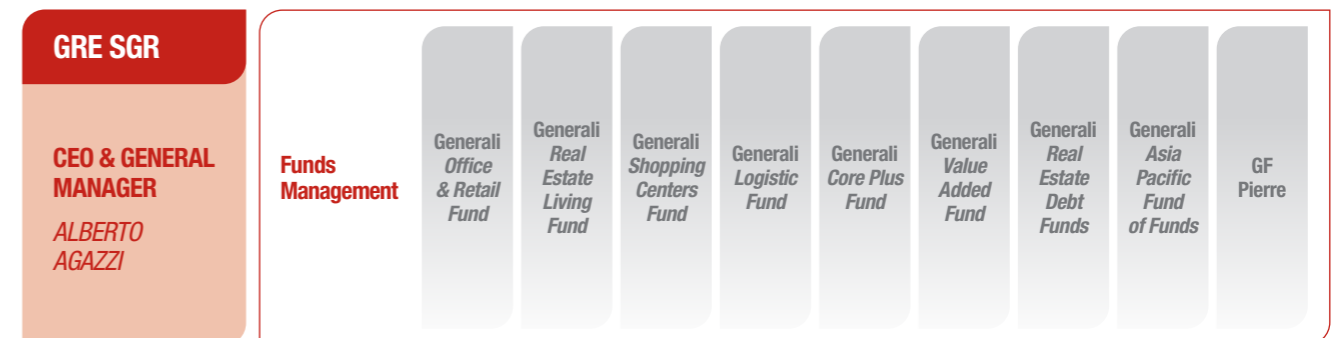 GRE SGR
CEO & GENERAL
MANAGER
ALBERTO
AGAZZI
Funds
Management
Generali
Office
& Retail
Fund
Generali
Real
Estate
Living
Fund
Generali
Shopping
Centers
Fund
Generali
Logistic
Fund
Generali
Core Plus
Fund
Generali
Value
Added
Fund
Generali
Real
Estate
Debt
Funds
Generali
Asia
Pacific
Fund
of Funds
GF
Pierre